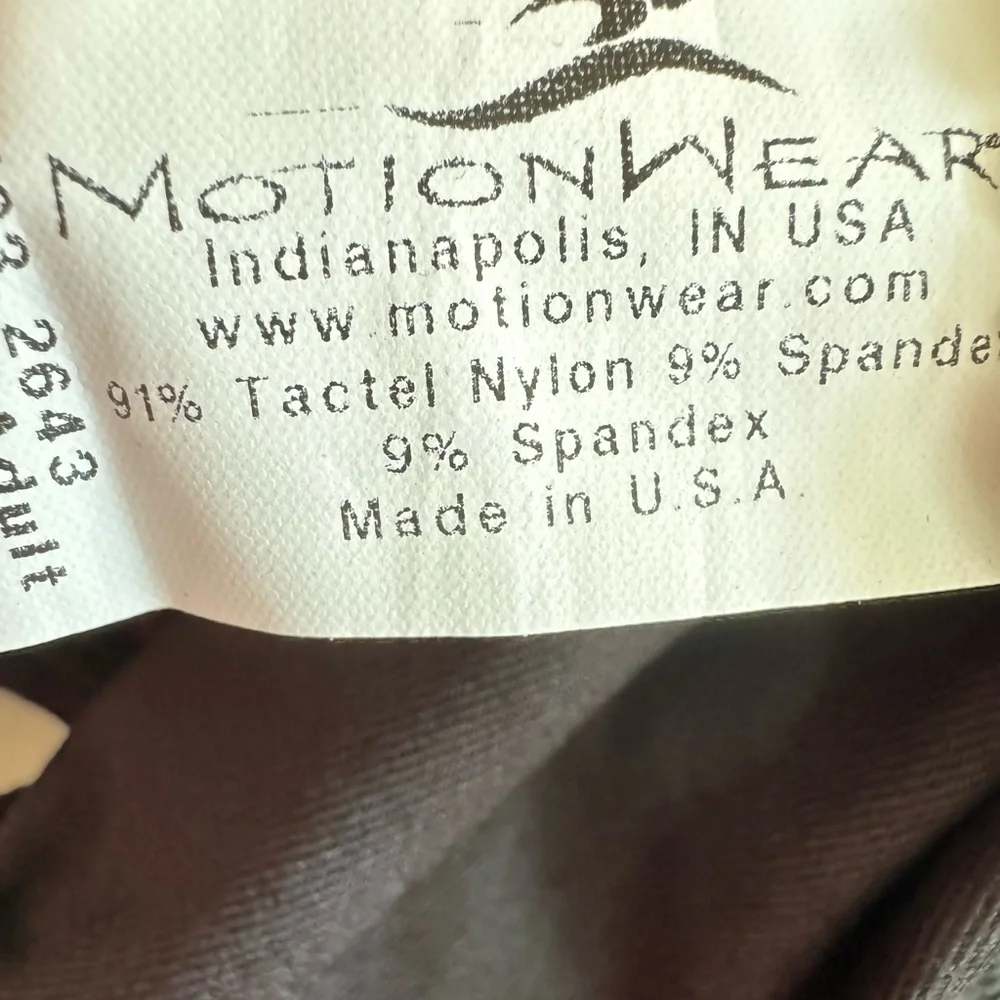 MOTIONWEAR
Indianapolis, IN USA
www.motionwear.com
91% Tactel Nylon 9% Spande
9% Spandex
Made in U.S.A.
2643
Adult